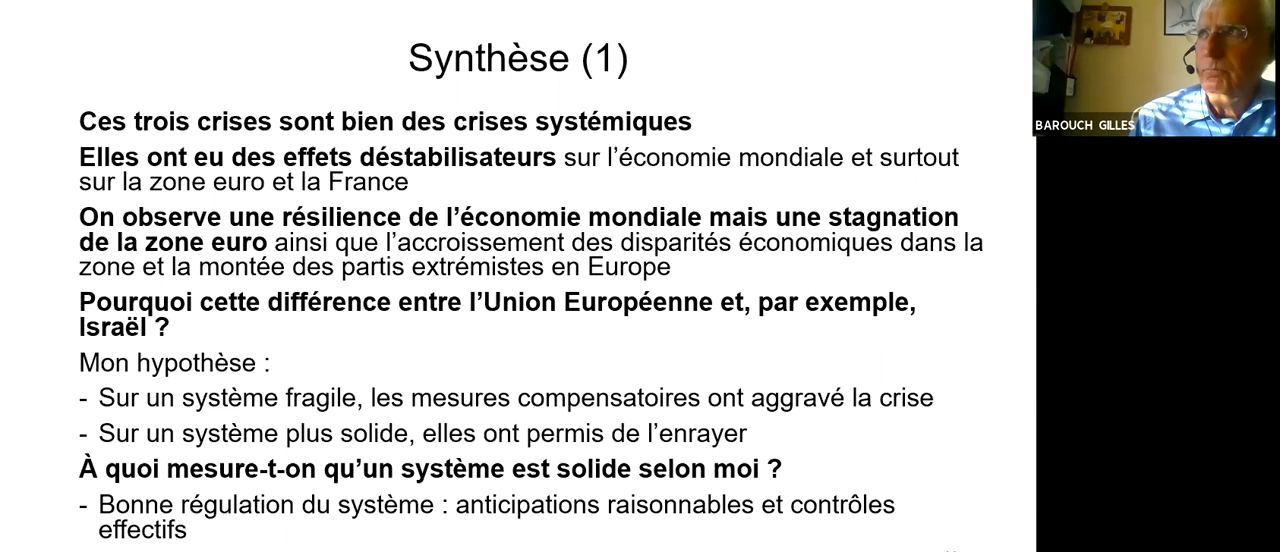 Synthèse (1)
Ces trois crises sont bien des crises systémiques
Elles ont eu des effets déstabilisateurs sur l’économie mondiale et surtout
sur la zone euro et la France
On observe une résilience de l’économie mondiale mais une stagnation
de la zone euro ainsi que l’accroissement des disparités économiques dans la
zone et la montée des partis extrémistes en Europe
Pourquoi cette différence entre l’Union Européenne et, par exemple,
Israël ?
Mon hypothèse :
- Sur un système fragile, les mesures compensatoires ont aggravé la crise
- Sur un système plus solide, elles ont permis de l’enrayer
À quoi mesure-t-on qu’un système est solide selon moi ?
- Bonne régulation du système : anticipations raisonnables et contrôles
effectifs
BAROUCH GILLES